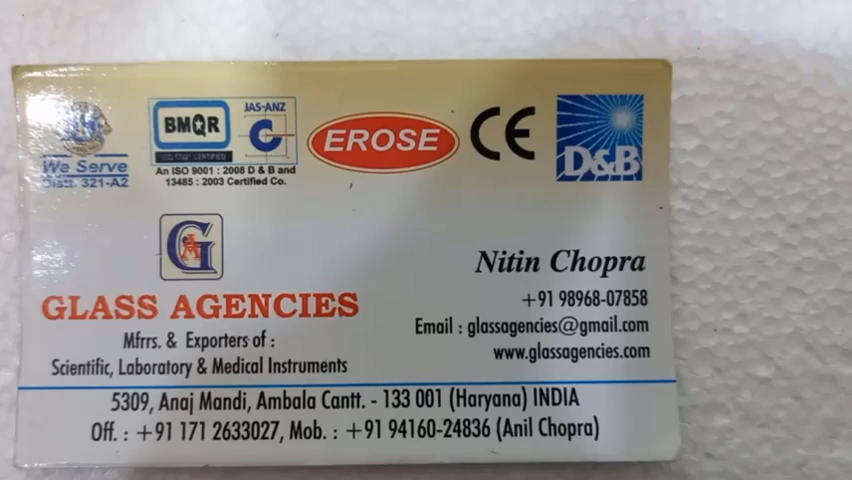 We Serve
Distt. 321-A2
BMQR
JAS-ANZ
An ISO 9001 : 2008 D & B and
13485 : 2003 Certified Co.
EROSE
CE
D&B
GLASS AGENCIES
Mfrrs. & Exporters of :
Scientific, Laboratory & Medical Instruments
Nitin Chopra
+91 98968-07858
Email : glassagencies@gmail.com
www.glassagencies.com
5309, Anaj Mandi, Ambala Cantt. - 133 001 (Haryana) INDIA
Off. : +91 171 2633027, Mob. : +91 94160-24836 (Anil Chopra)